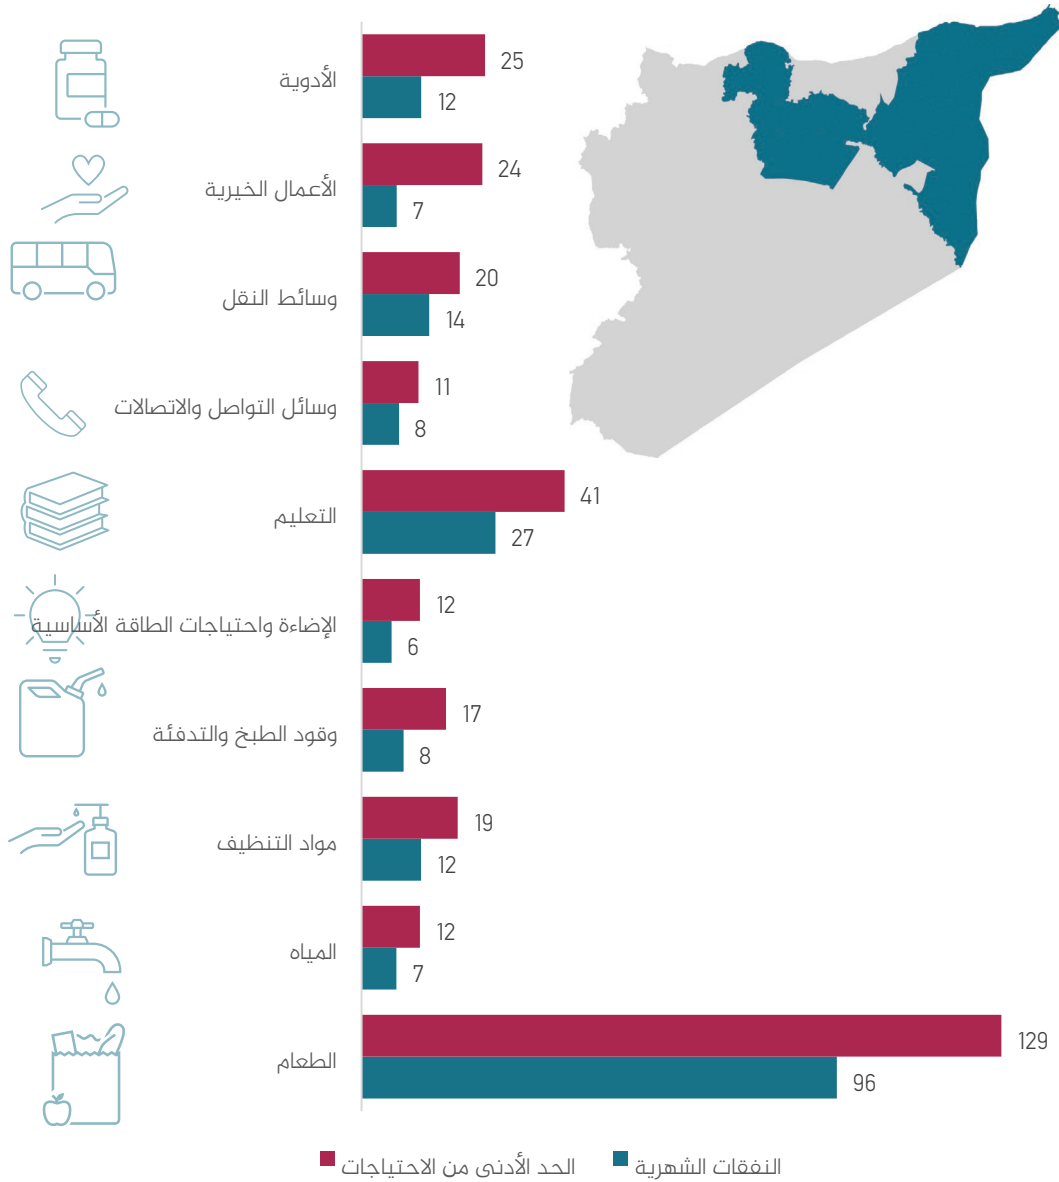 الأدوية
25
12
الأعمال الخيرية
24
7
وسائط النقل
20
14
وسائل التواصل والاتصالات
11
8
التعليم
41
27
الإضاءة واحتياجات الطاقة الأساسية
12
6
وقود الطبخ والتدفئة
17
8
مواد التنظيف
19
12
المياه
12
7
الطعام
129
96
النفقات الشهرية
الحد الأدنى من الاحتياجات